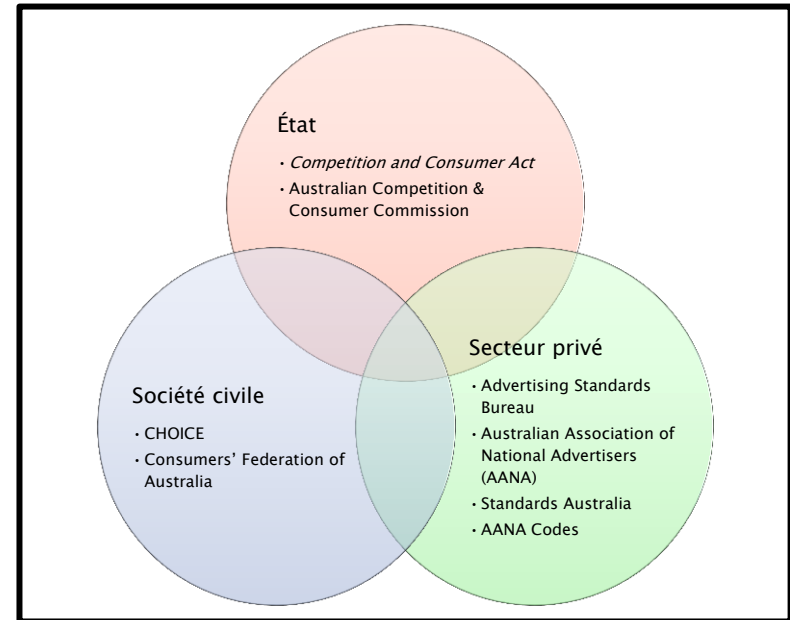 État
• Competition and Consumer Act
• Australian Competition &
Consumer Commission
Société civile
• CHOICE
• Consumers’ Federation of
Australia
Secteur privé
• Advertising Standards
Bureau
• Australian Association of
National Advertisers
(AANA)
• Standards Australia
• AANA Codes